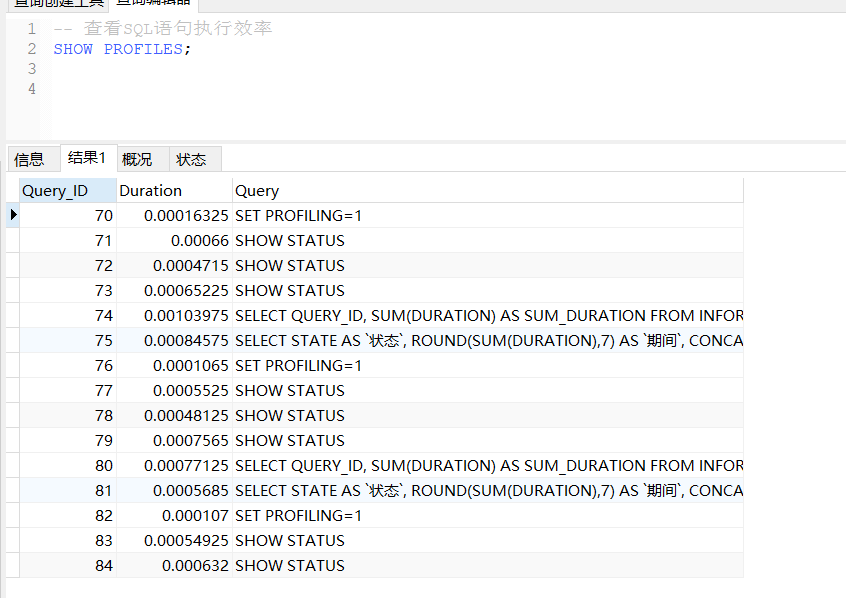 查询创建工具 查询编辑器
1 -- 查看SQL语句执行效率
2 SHOW PROFILES;
3
4
信息 结果1 概况 状态
Query_ID Duration Query
70 0.00016325 SET PROFILING=1
71 0.00066 SHOW STATUS
72 0.0004715 SHOW STATUS
73 0.00065225 SHOW STATUS
74 0.00103975 SELECT QUERY_ID, SUM(DURATION) AS SUM_DURATION FROM INFOR
75 0.00084575 SELECT STATE AS `状态`, ROUND(SUM(DURATION),7) AS `期间`, CONCA
76 0.0001065 SET PROFILING=1
77 0.0005525 SHOW STATUS
78 0.00048125 SHOW STATUS
79 0.0007565 SHOW STATUS
80 0.00077125 SELECT QUERY_ID, SUM(DURATION) AS SUM_DURATION FROM INFOR
81 0.0005685 SELECT STATE AS `状态`, ROUND(SUM(DURATION),7) AS `期间`, CONCA
82 0.000107 SET PROFILING=1
83 0.00054925 SHOW STATUS
84 0.000632 SHOW STATUS